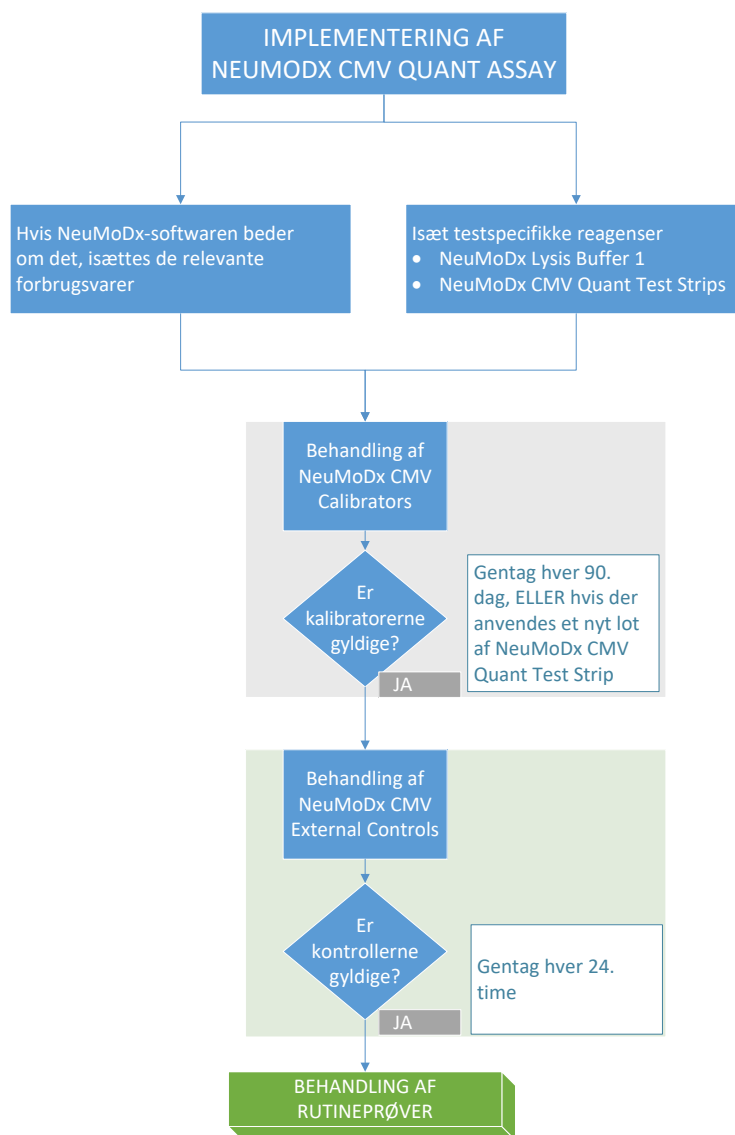 IMPLEMENTERING AF
NEUMODX CMV QUANT ASSAY
Hvis NeuMoDx-softwaren beder
om det, isættes de relevante
forbrugsvarer
Isæt testspecifikke reagenser
• NeuMoDx Lysis Buffer 1
• NeuMoDx CMV Quant Test Strips
Behandling af
NeuMoDx CMV
Calibrators
Er
kalibratorerne
gyldige?
Gentag hver 90.
dag, ELLER hvis der
anvendes et nyt lot
af NeuMoDx CMV
Quant Test Strip
JA
Behandling af
NeuMoDx CMV
External Controls
Er
kontrollerne
gyldige?
Gentag hver 24.
time
JA
BEHANDLING AF
RUTINEPRØVER